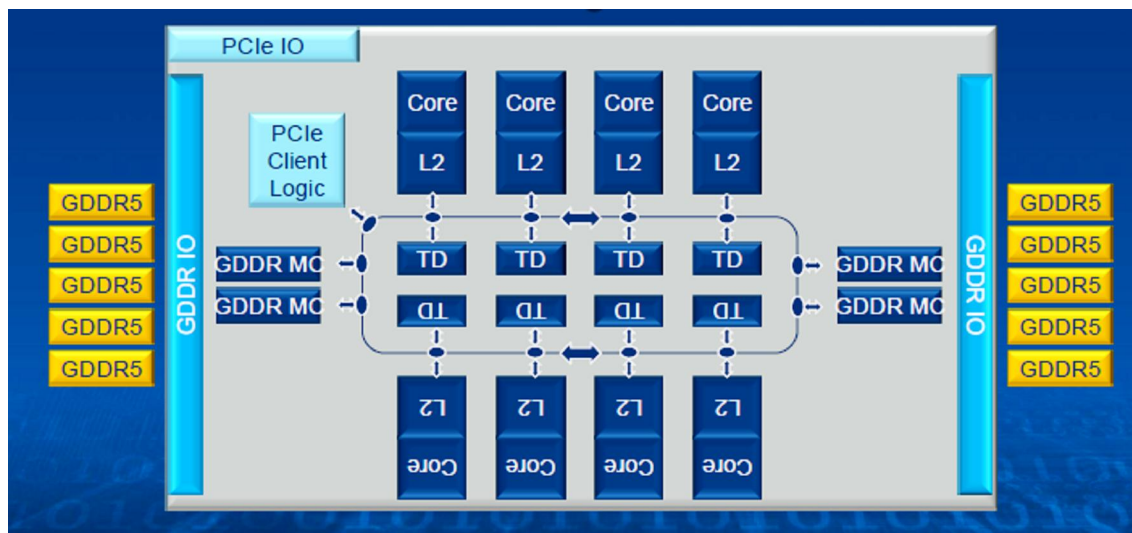 PCIe IO
Core Core Core Core
PCIe
Client
Logic
L2 L2 L2 L2
GDDR5 GDDR5
GDDR5 GDDR5
GDDR5 GDDR5
GDDR5 GDDR5
GDDR5 GDDR5
GDDR IO
GDDR MC TD TD TD TD GDDR MC
GDDR MC TD TD TD TD GDDR MC
GDDR IO
L2 L2 L2 L2
Core Core Core Core